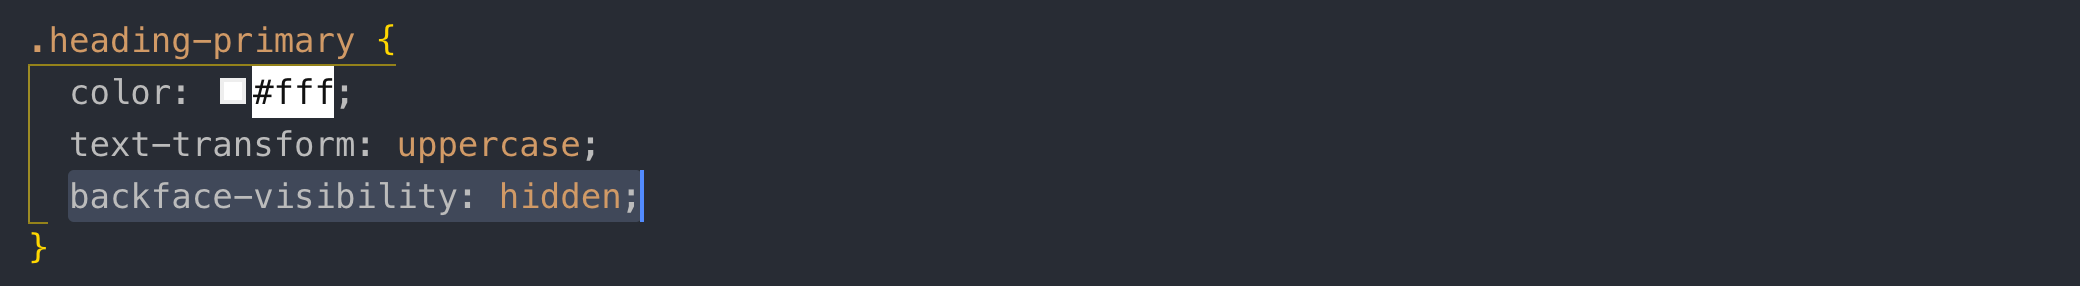 .heading-primary {
color: #fff;
text-transform: uppercase;
backface-visibility: hidden;
}